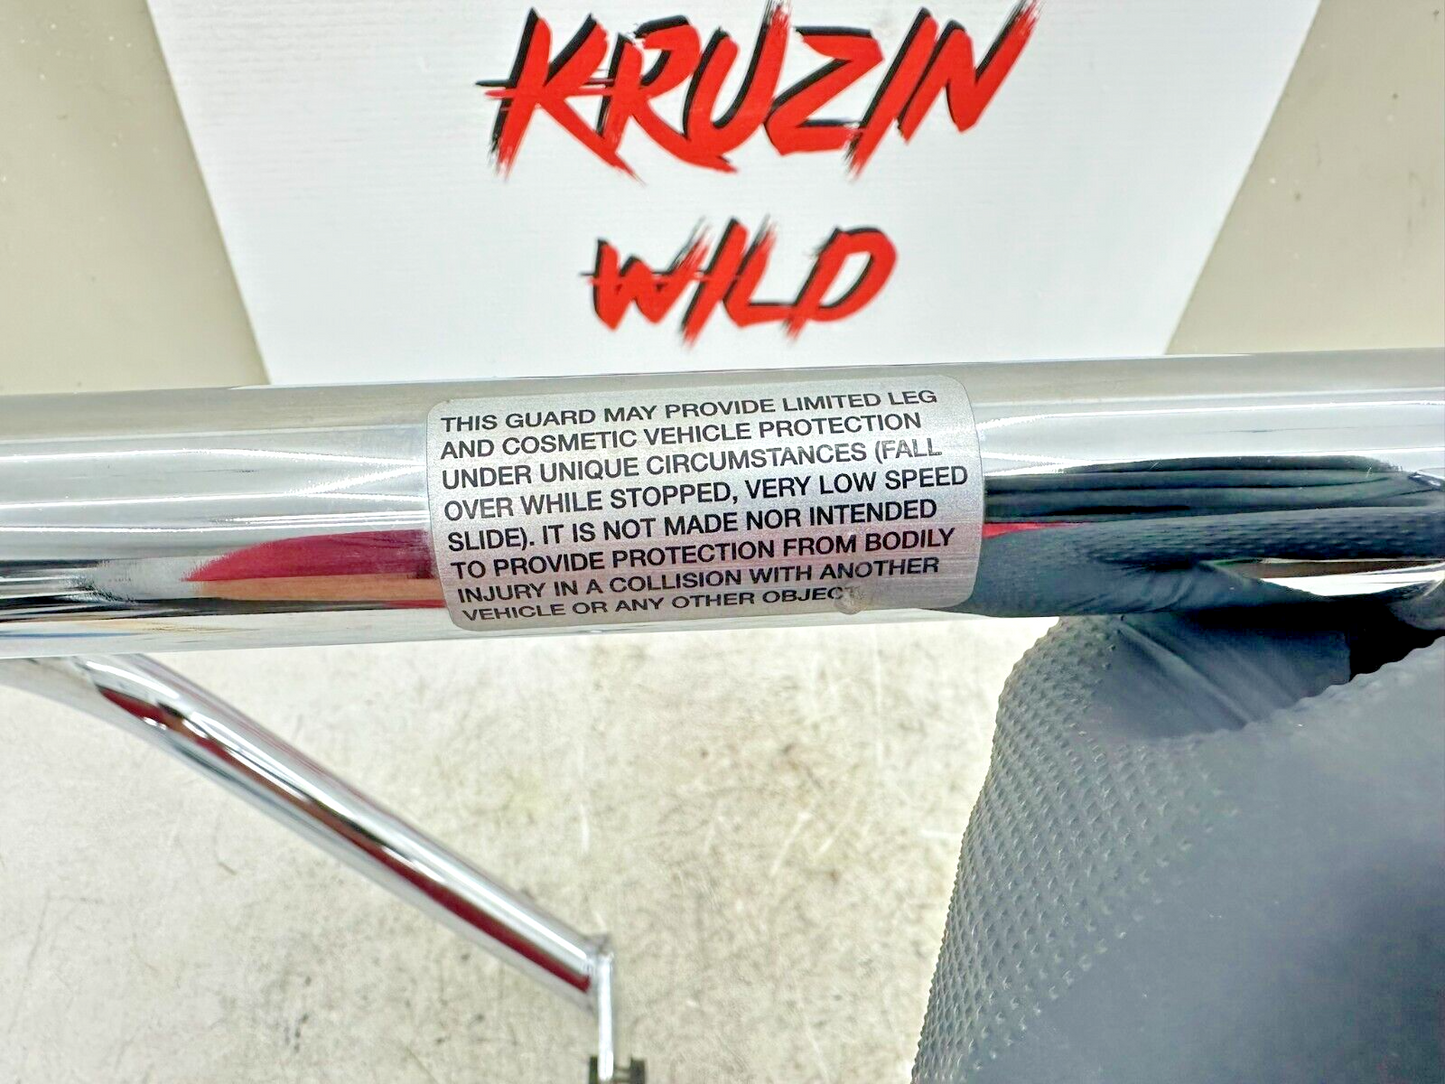 KRUZIN
WILD
THIS GUARD MAY PROVIDE LIMITED LEG
AND COSMETIC VEHICLE PROTECTION
UNDER UNIQUE CIRCUMSTANCES (FALL
OVER WHILE STOPPED, VERY LOW SPEED
SLIDE). IT IS NOT MADE NOR INTENDED
TO PROVIDE PROTECTION FROM BODILY
INJURY IN A COLLISION WITH ANOTHER
VEHICLE OR ANY OTHER OBJECT